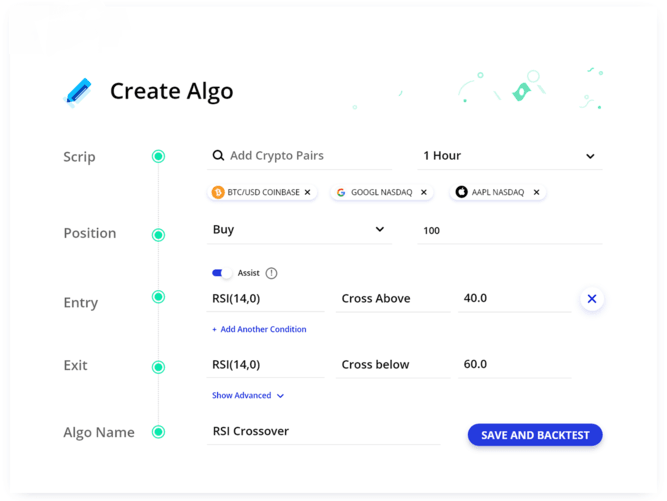 Create Algo
Scrip
Add Crypto Pairs
1 Hour
BTC/USD COINBASE ×
GOOGL NASDAQ ×
AAPL NASDAQ ×
Position
Buy
100
Assist
Entry
RSI(14,0)
Cross Above
40.0
+ Add Another Condition
Exit
RSI(14,0)
Cross below
60.0
Show Advanced
Algo Name
RSI Crossover
SAVE AND BACKTEST